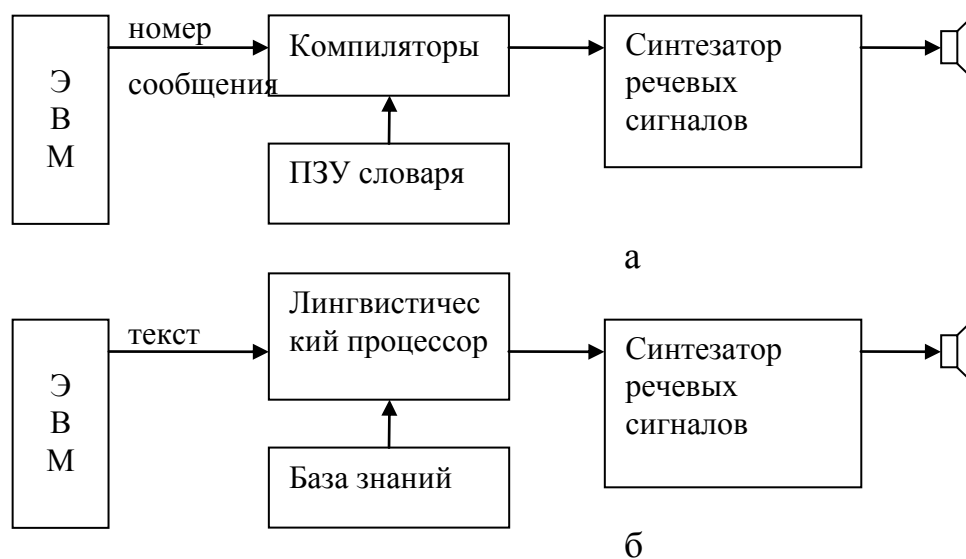 номер
сообщения
Э
В
М
Компиляторы
ПЗУ словаря
Синтезатор
речевых
сигналов
а
текст
Э
В
М
Лингвистичес
кий процессор
База знаний
Синтезатор
речевых
сигналов
б